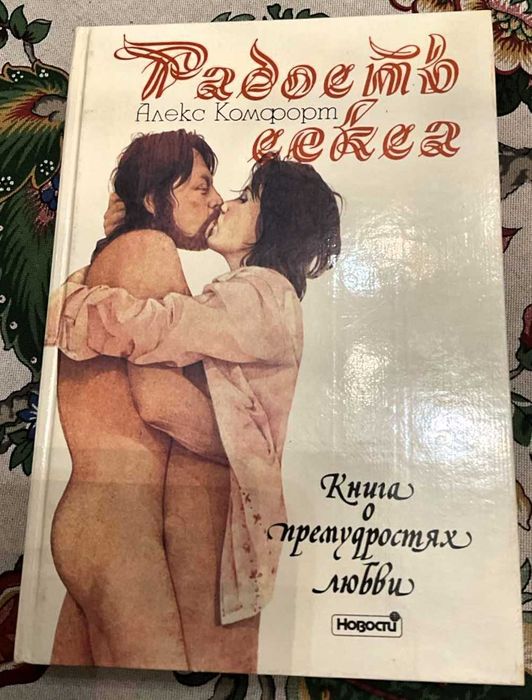 Радость
Алекс Комфорт
секса
Книга
о
премудростях
любви
Новости